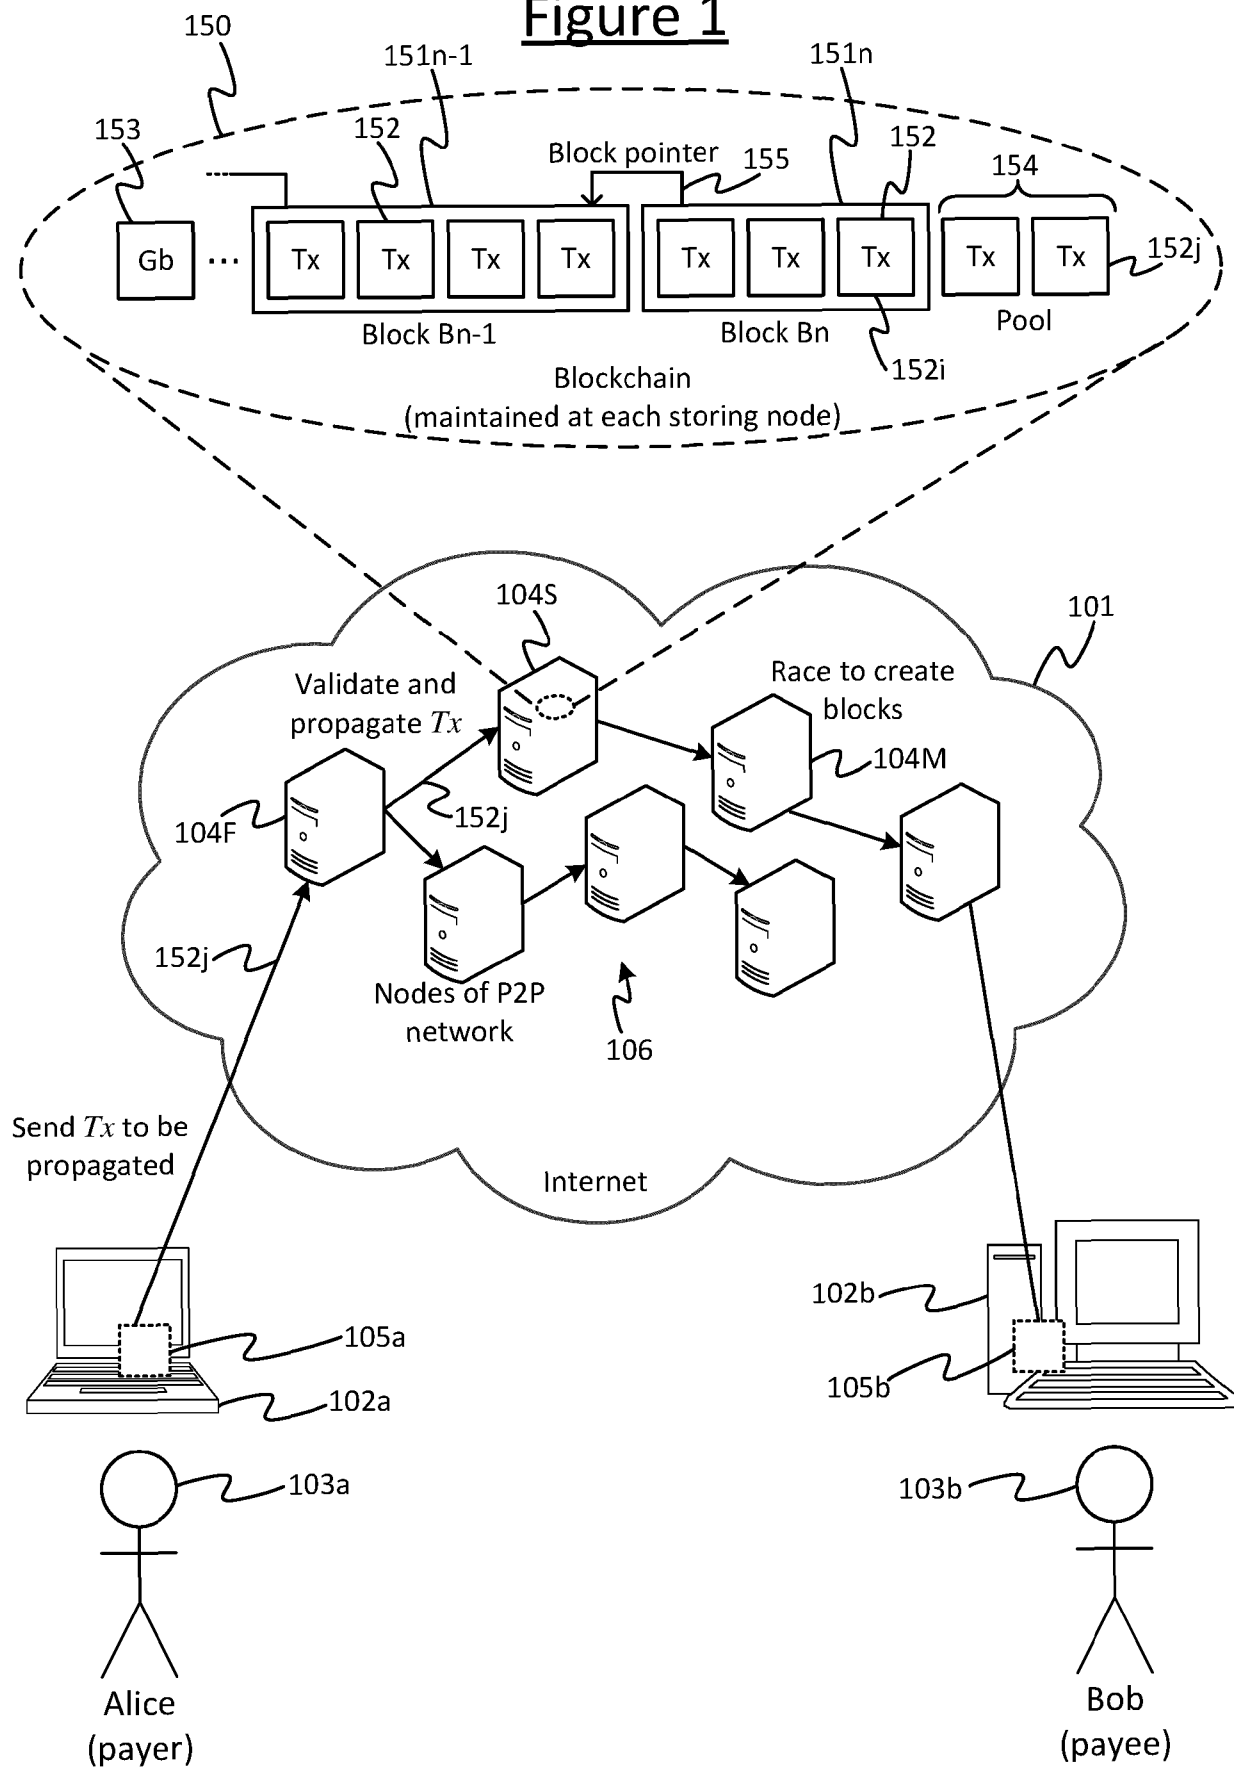 Figure 1
150
151n-1
151n
153
152
Block pointer
155
152
154
Gb
...
Tx
Tx
Tx
Tx
Tx
Tx
Tx
Tx
Tx
152j
Block Bn-1
Block Bn
Pool
152i
Blockchain
(maintained at each storing node)
104S
101
Validate and
propagate Tx
Race to create
blocks
104M
104F
152j
152j
Nodes of P2P
network
106
Send Tx to be
propagated
Internet
102b
105a
105b
102a
103a
103b
Alice
(payer)
Bob
(payee)